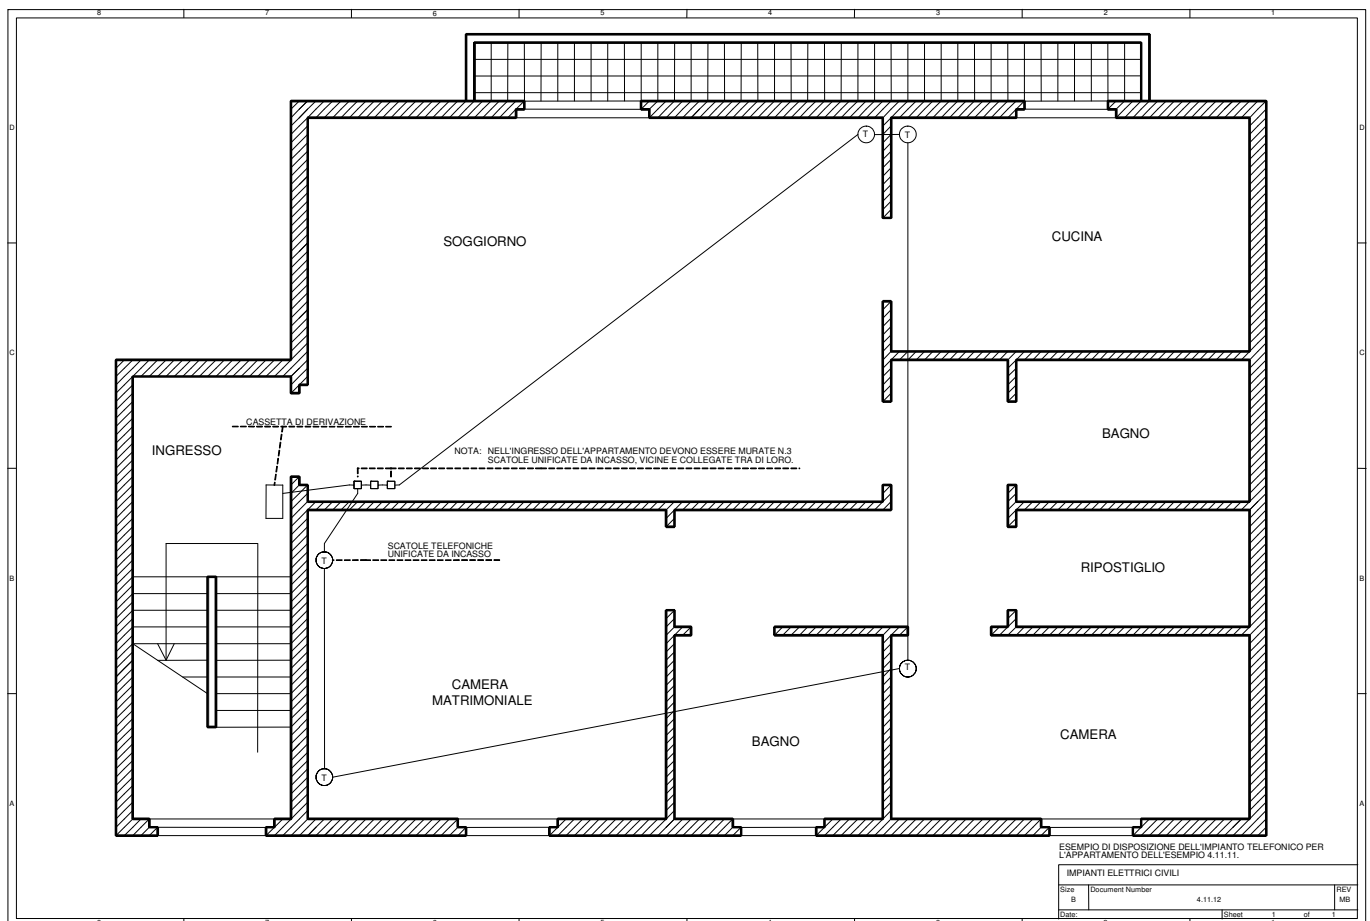 8 7 6 5 4 3 2 1
D D
SOGGIORNO
CUCINA
C C
CASSETTA DI DERIVAZIONE
INGRESSO
BAGNO
NOTA: NELL'INGRESSO DELL'APPARTAMENTO DEVONO ESSERE MURATE N.3
SCATOLE UNIFICATE DA INCASSO, VICINE E COLLEGATE TRA DI LORO.
SCATOLE TELEFONICHE
UNIFICATE DA INCASSO
RIPOSTIGLIO
B B
CAMERA
MATRIMONIALE
BAGNO
CAMERA
A A
T T
T
T
T
ESEMPIO DI DISPOSIZIONE DELL'IMPIANTO TELEFONICO PER
L'APPARTAMENTO DELL'ESEMPIO 4.11.11.
IMPIANTI ELETTRICI CIVILI
Size Document Number REV
B 4.11.12 MB
Date: Sheet 1 of 1